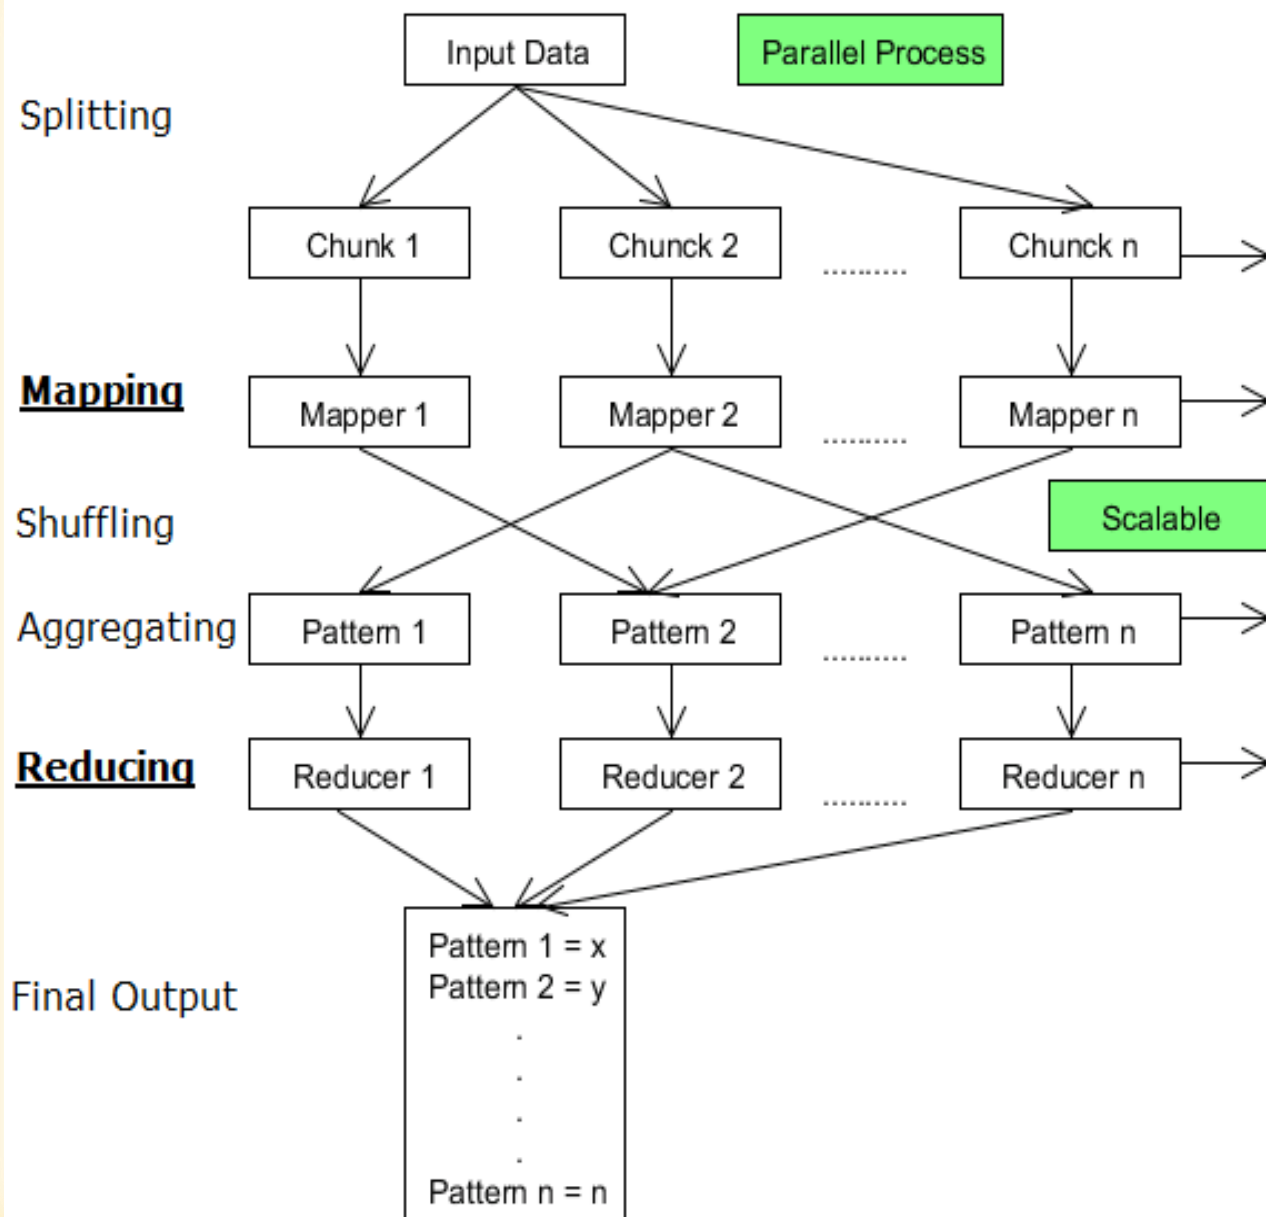 Input Data
Parallel Process
Splitting
Chunk 1
Chunck 2
..........
Chunck n
Mapping
Mapper 1
Mapper 2
..........
Mapper n
Shuffling
Scalable
Aggregating
Pattern 1
Pattern 2
..........
Pattern n
Reducing
Reducer 1
Reducer 2
..........
Reducer n
Final Output
Pattern 1 = x
Pattern 2 = y
.
.
.
.
Pattern n = n